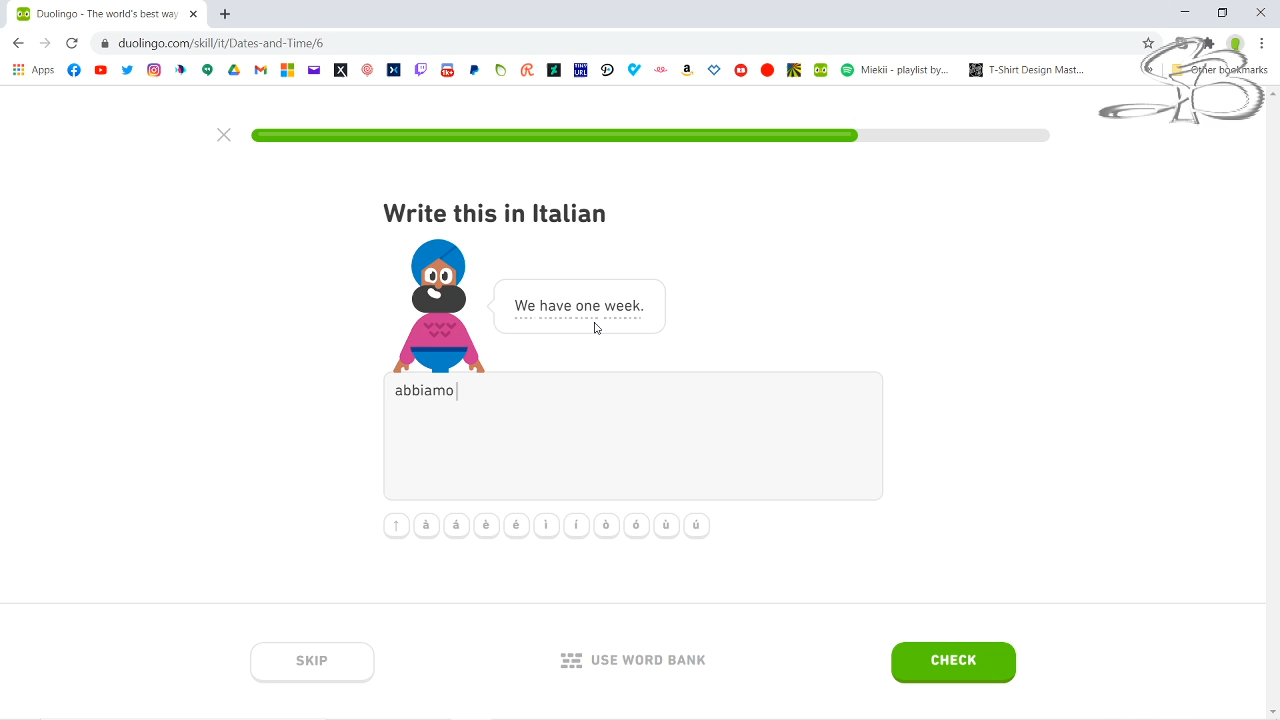 Duolingo - The world's best way
duolingo.com/skill/it/Dates-and-Time/6
Apps
Miekii - playlist by...
T-Shirt Design Mast...
Other bookmarks
Write this in Italian
We have one week.
abbiamo
↑ à á è é ì í ò ó ù ú
SKIP
USE WORD BANK
CHECK